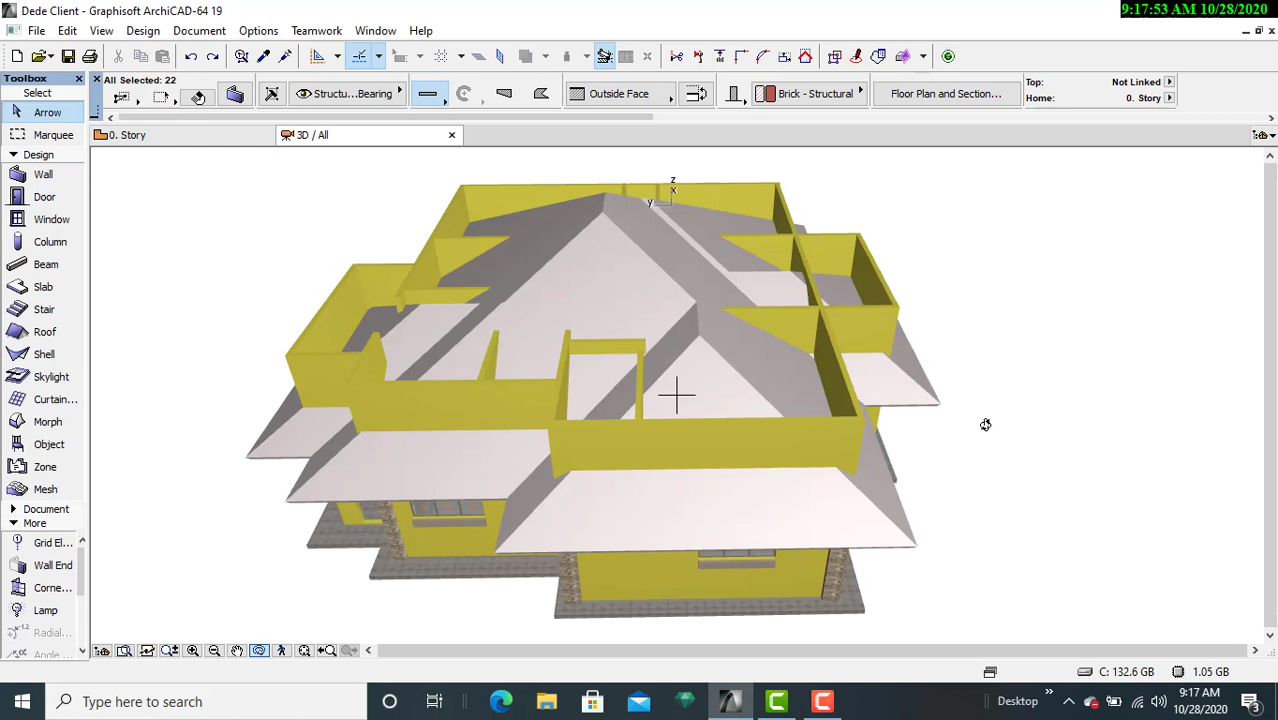 Dede Client - Graphisoft ArchiCAD-64 19
9:17:53 AM 10/28/2020
File Edit View Design Document Options Teamwork Window Help
Toolbox
All Selected: 22
Select
Structu...Bearing
Outside Face
Brick - Structural
Floor Plan and Section...
Top: Not Linked
Home: 0. Story
Arrow
Marquee
0. Story
3D / All
Design
Wall
Door
Window
Column
Beam
Slab
Stair
Roof
Shell
Skylight
Curtain...
Morph
Object
Zone
Mesh
Document
More
Grid El...
Wall End
Corne...
Lamp
Radial...
z
x
y
C: 132.6 GB
1.05 GB
Type here to search
Desktop
9:17 AM
10/28/2020
3